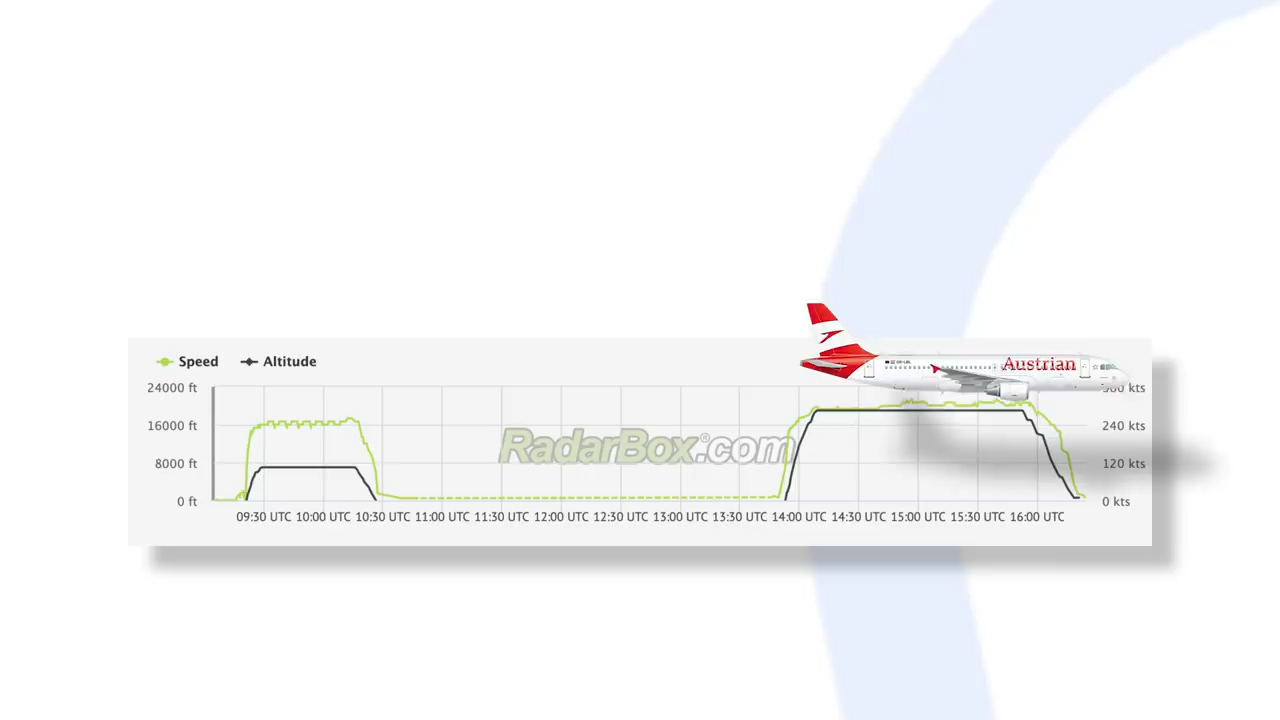 Speed Altitude
Austrian
24000 ft
16000 ft 240 kts
8000 ft 120 kts
0 ft 0 kts
RadarBox®.com
09:30 UTC 10:00 UTC 10:30 UTC 11:00 UTC 11:30 UTC 12:00 UTC 12:30 UTC 13:00 UTC 13:30 UTC 14:00 UTC 14:30 UTC 15:00 UTC 15:30 UTC 16:00 UTC